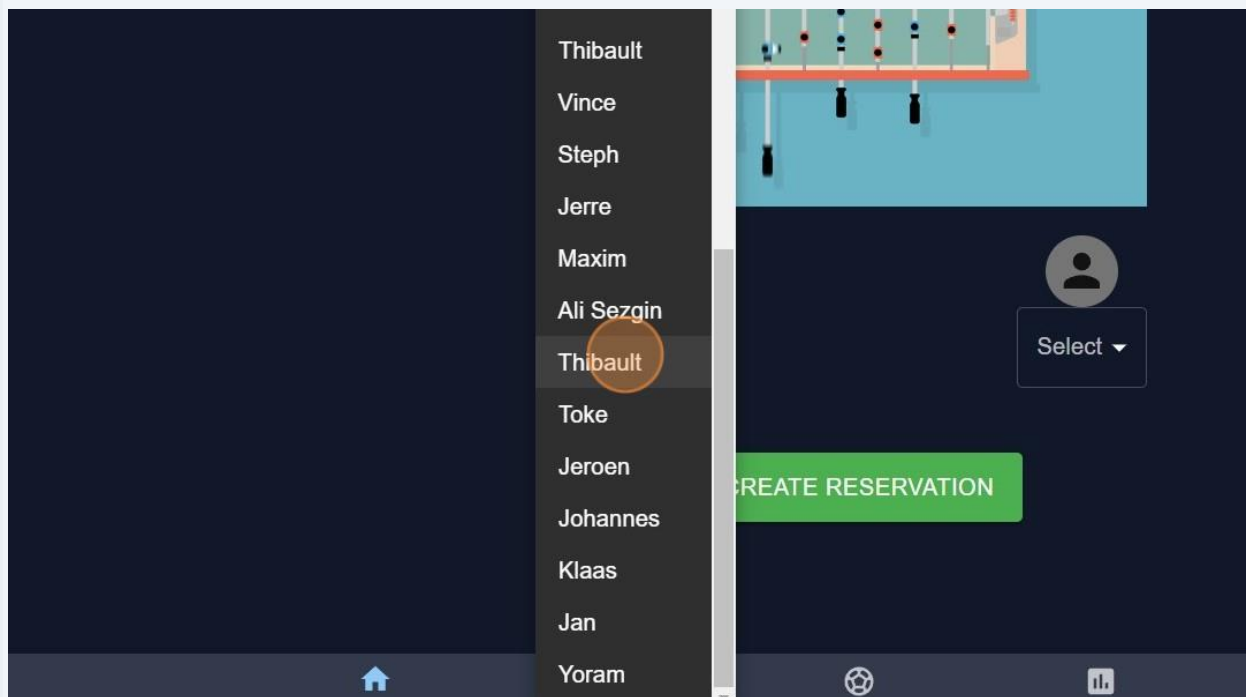 Thibault
Vince
Steph
Jerre
Maxim
Ali Sezgin
Thibault
Toke
Jeroen
Johannes
Klaas
Jan
Yoram
Select
CREATE RESERVATION